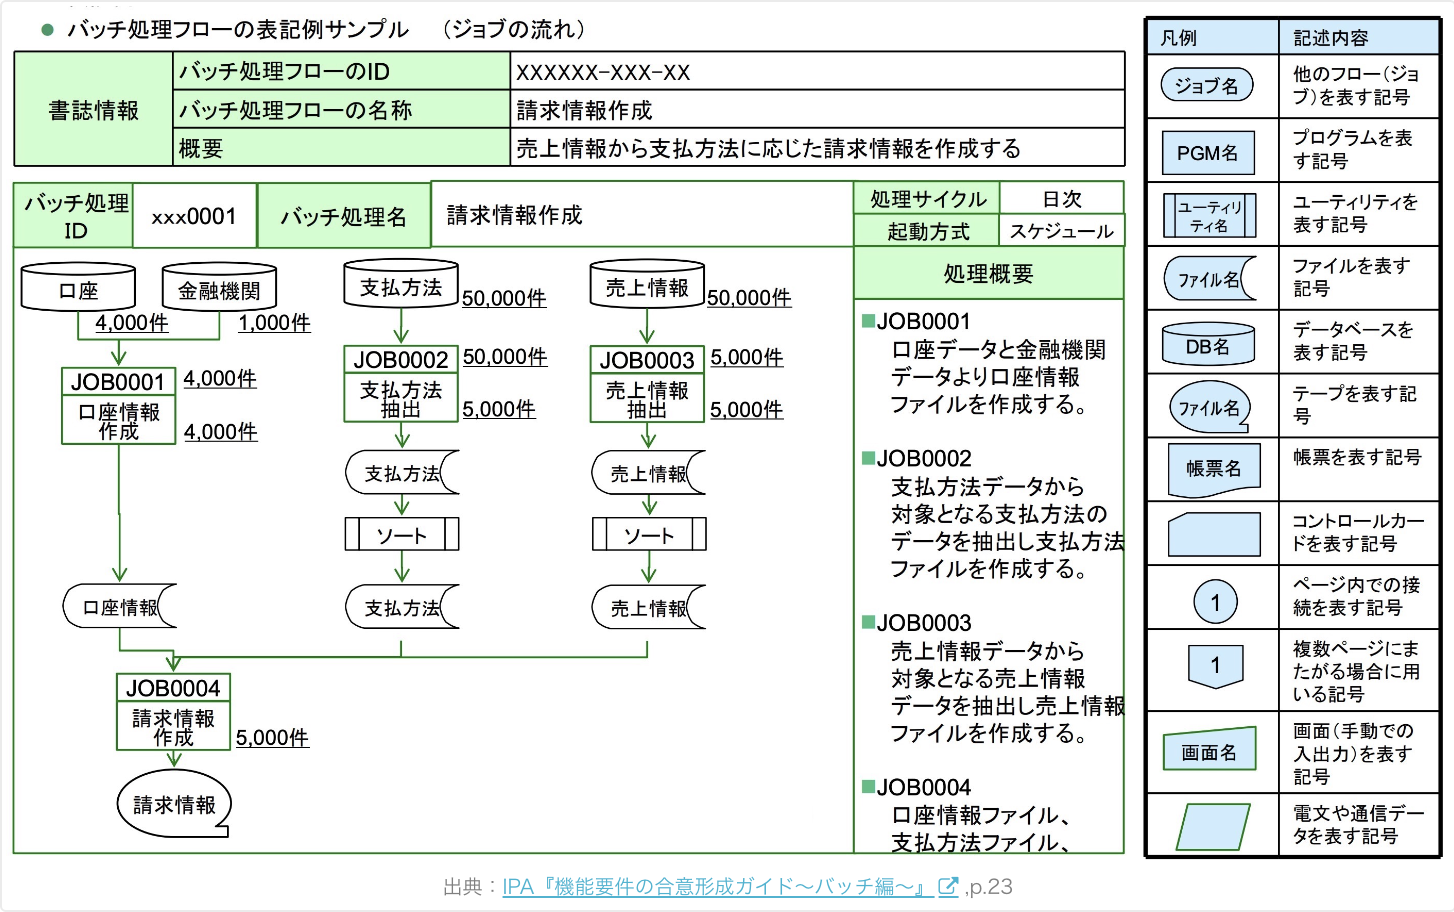 ● バッチ処理フローの表記例サンプル　（ジョブの流れ）
書誌情報
バッチ処理フローのID
XXXXXX-XXX-XX
バッチ処理フローの名称
請求情報作成
概要
売上情報から支払方法に応じた請求情報を作成する
バッチ処理
ID
xxx0001
バッチ処理名
請求情報作成
処理サイクル
日次
起動方式
スケジュール
口座
4,000件
金融機関
1,000件
支払方法
50,000件
売上情報
50,000件
JOB0001
口座情報
作成
4,000件
4,000件
JOB0002
支払方法
抽出
50,000件
5,000件
JOB0003
売上情報
抽出
5,000件
5,000件
支払方法
売上情報
ソート
ソート
口座情報
支払方法
売上情報
JOB0004
請求情報
作成
5,000件
請求情報
処理概要
■JOB0001
口座データと金融機関
データより口座情報
ファイルを作成する。
■JOB0002
支払方法データから
対象となる支払方法の
データを抽出し支払方法
ファイルを作成する。
■JOB0003
売上情報データから
対象となる売上情報
データを抽出し売上情報
ファイルを作成する。
■JOB0004
口座情報ファイル、
支払方法ファイル、
凡例
記述内容
ジョブ名
他のフロー（ジョ
ブ）を表す記号
PGM名
プログラムを表
す記号
ユーティリ
ティ名
ユーティリティを
表す記号
ファイル名
ファイルを表す
記号
DB名
データベースを
表す記号
ファイル名
テープを表す記
号
帳票名
帳票を表す記号
コントロールカー
ドを表す記号
1
ページ内での接
続を表す記号
1
複数ページにま
たがる場合に用
いる記号
画面名
画面（手動での
入出力）を表す
記号
電文や通信デー
タを表す記号
出典：IPA『機能要件の合意形成ガイド～バッチ編～』 ,p.23